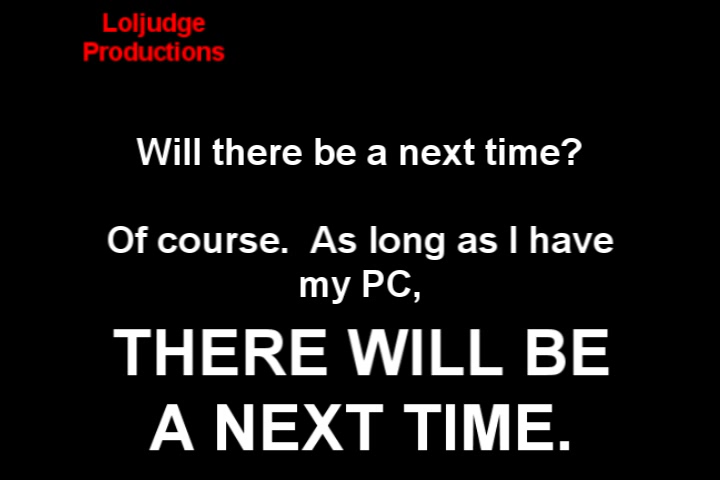 Loljudge
Productions
Will there be a next time?
Of course.  As long as I have
my PC,
THERE WILL BE
A NEXT TIME.